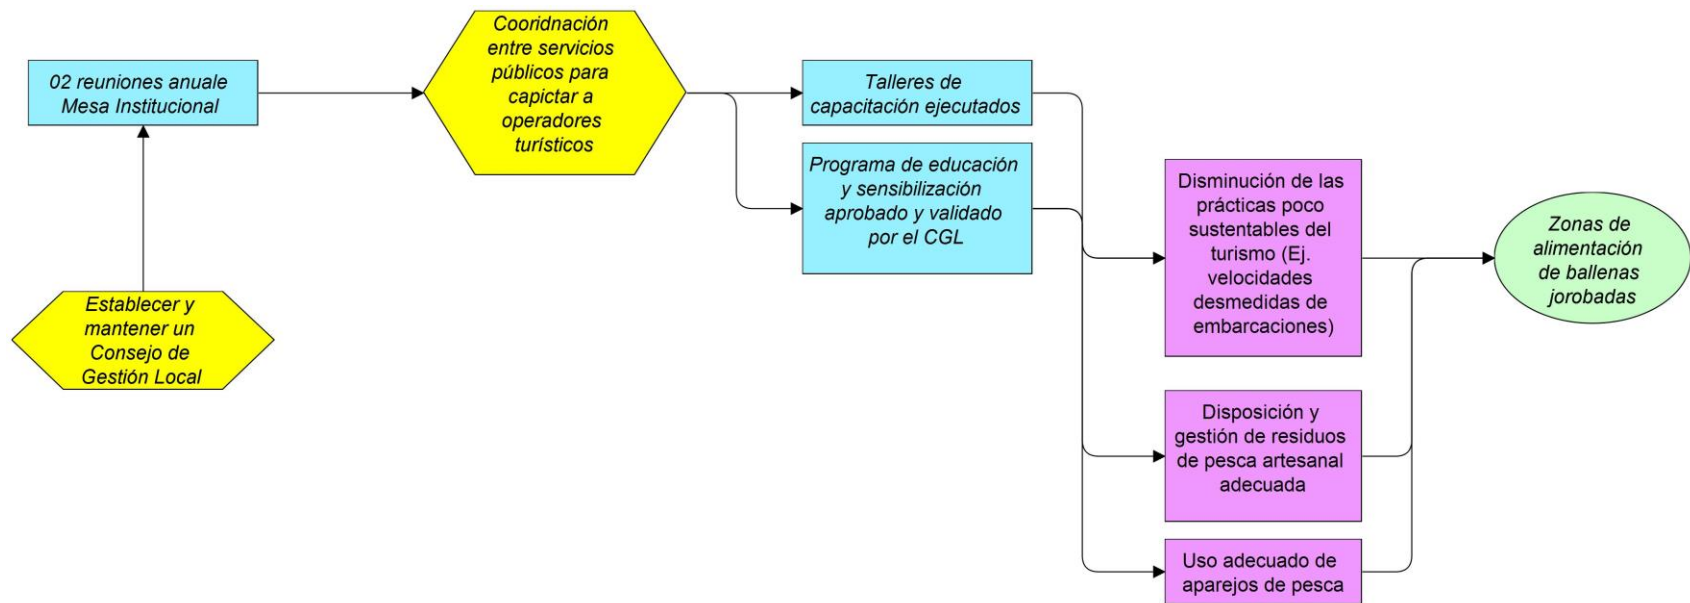 02 reuniones anuale
Mesa Institucional
Establecer y
mantener un
Consejo de
Gestión Local
Cooridnación
entre servicios
públicos para
capictar a
operadores
turísticos
Talleres de
capacitación ejecutados
Programa de educación
y sensibilización
aprobado y validado
por el CGL
Disminución de las
prácticas poco
sustentables del
turismo (Ej.
velocidades
desmedidas de
embarcaciones)
Disposición y
gestión de residuos
de pesca artesanal
adecuada
Uso adecuado de
aparejos de pesca
Zonas de
alimentación
de ballenas
jorobadas